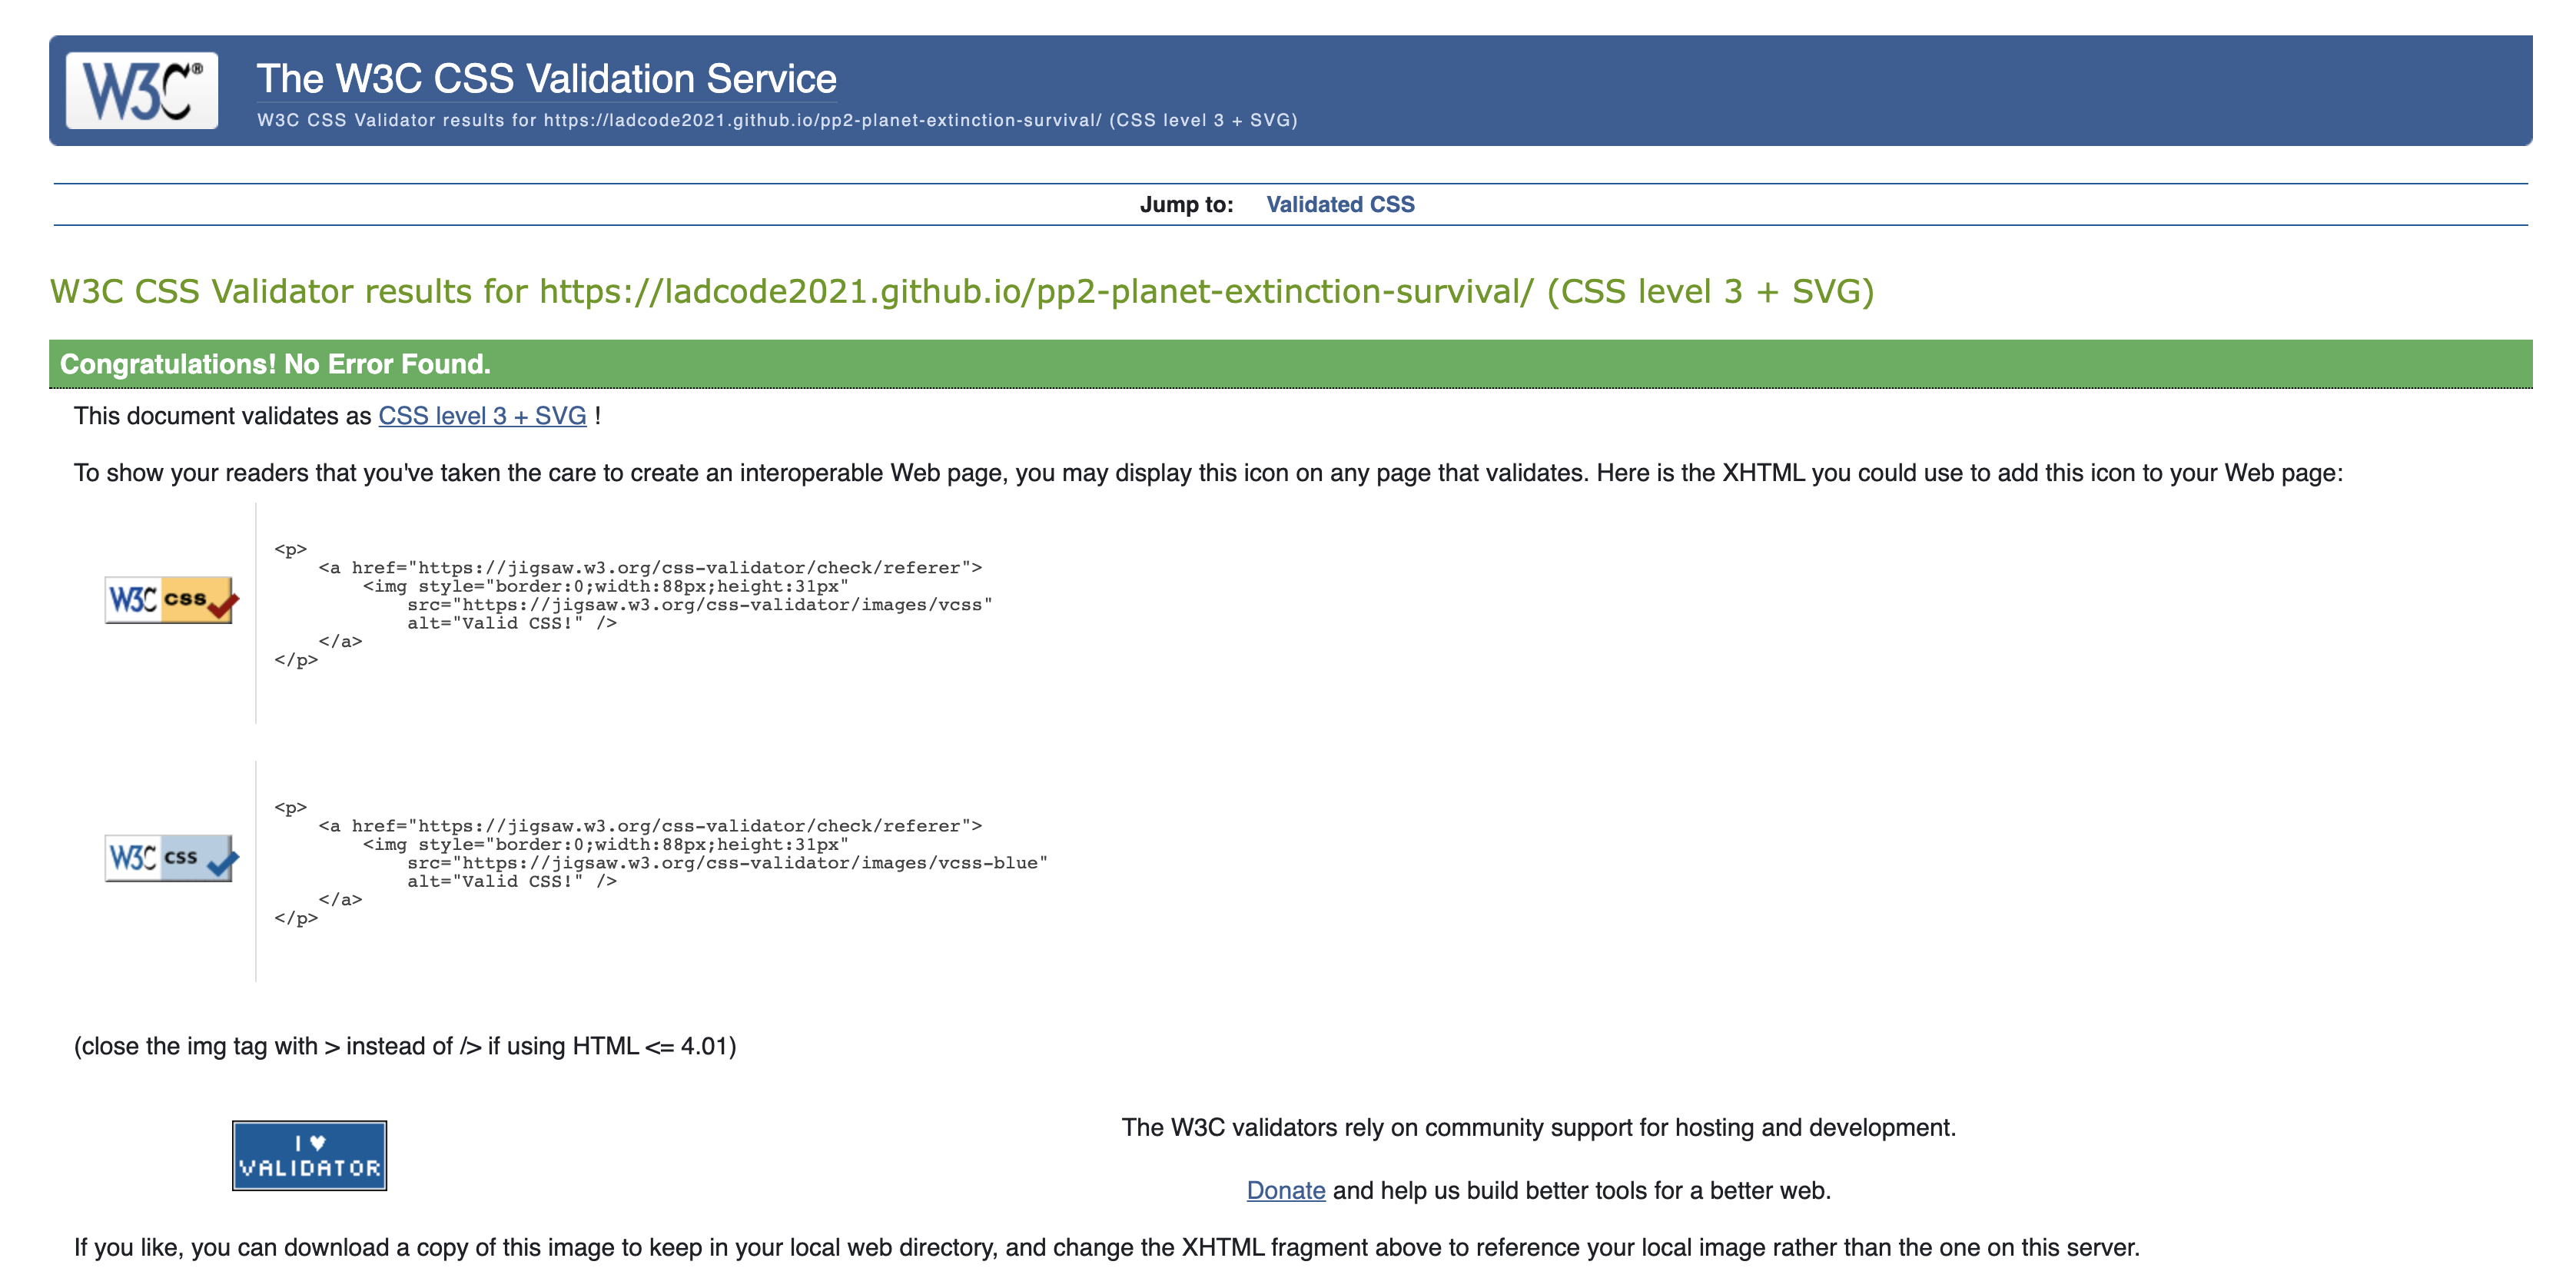 W3C®
The W3C CSS Validation Service
W3C CSS Validator results for https://ladcode2021.github.io/pp2-planet-extinction-survival/ (CSS level 3 + SVG)
Jump to: Validated CSS
W3C CSS Validator results for https://ladcode2021.github.io/pp2-planet-extinction-survival/ (CSS level 3 + SVG)
Congratulations! No Error Found.
This document validates as CSS level 3 + SVG !
To show your readers that you've taken the care to create an interoperable Web page, you may display this icon on any page that validates. Here is the XHTML you could use to add this icon to your Web page:
W3C css
<p>
    <a href="https://jigsaw.w3.org/css-validator/check/referer">
        <img style="border:0;width:88px;height:31px"
            src="https://jigsaw.w3.org/css-validator/images/vcss"
            alt="Valid CSS!" />
    </a>
</p>
W3C css
<p>
    <a href="https://jigsaw.w3.org/css-validator/check/referer">
        <img style="border:0;width:88px;height:31px"
            src="https://jigsaw.w3.org/css-validator/images/vcss-blue"
            alt="Valid CSS!" />
    </a>
</p>
(close the img tag with > instead of /> if using HTML <= 4.01)
I ♥
VALIDATOR
The W3C validators rely on community support for hosting and development.
Donate and help us build better tools for a better web.
If you like, you can download a copy of this image to keep in your local web directory, and change the XHTML fragment above to reference your local image rather than the one on this server.